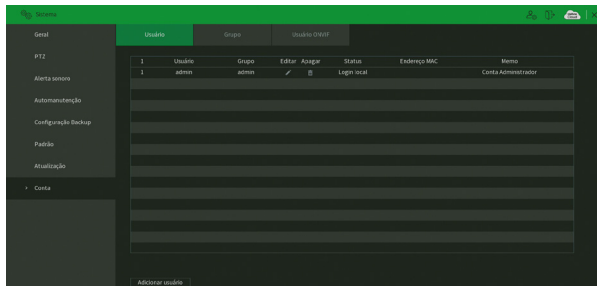 Sistema
Geral
PTZ
Alerta sonoro
Automanutenção
Configuração Backup
Padrão
Atualização
Conta
Usuário Grupo Usuário ONVIF
1 Usuário Grupo Editar Apagar Status Endereço MAC Memo
1 admin admin Login local Conta Administrador
Adicionar usuário